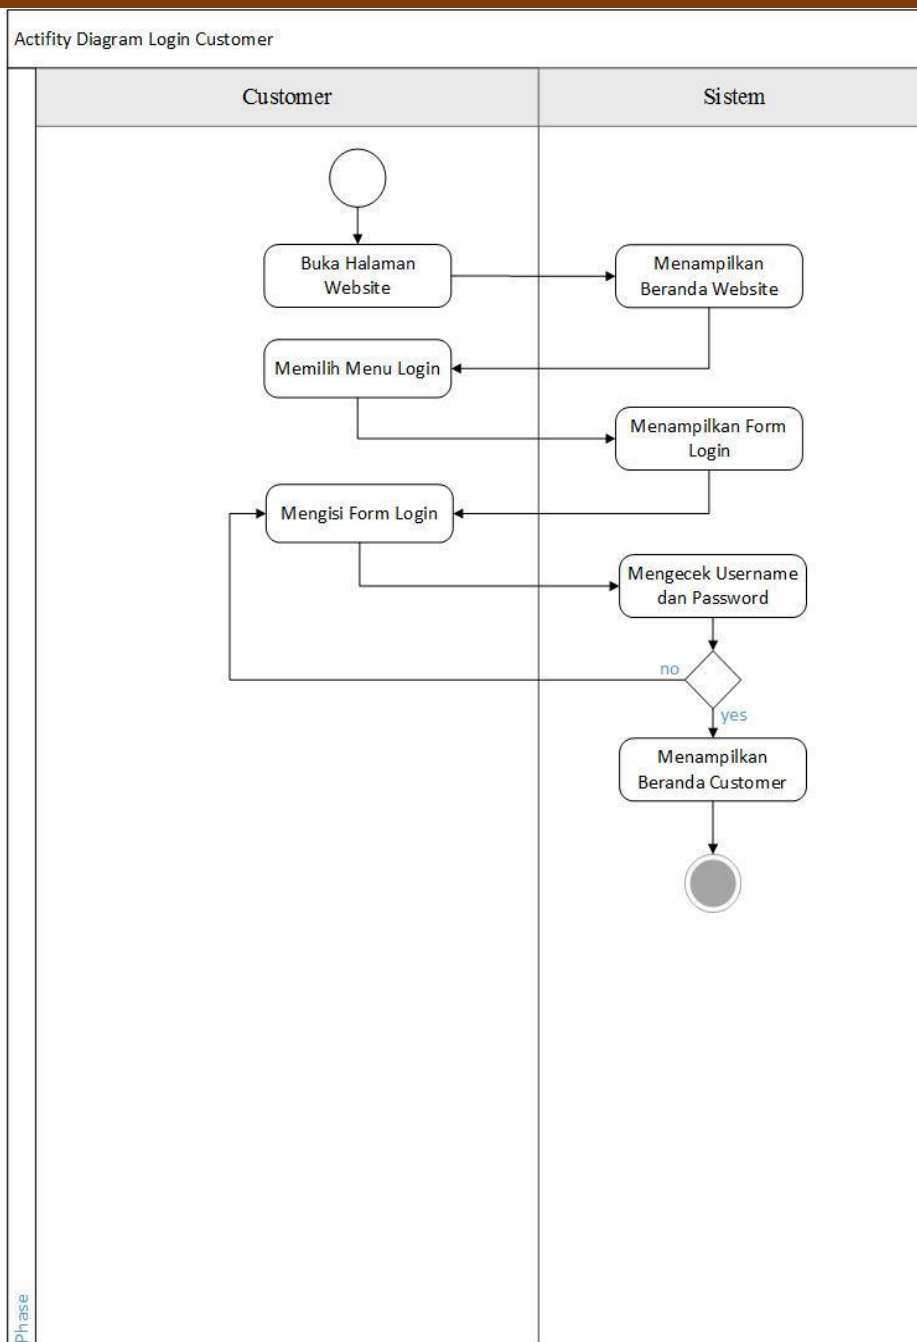 Actifity Diagram Login Customer
Customer
Sistem
Buka Halaman
Website
Menampilkan
Beranda Website
Memilih Menu Login
Menampilkan Form
Login
Mengisi Form Login
Mengecek Username
dan Password
no
yes
Menampilkan
Beranda Customer
Phase